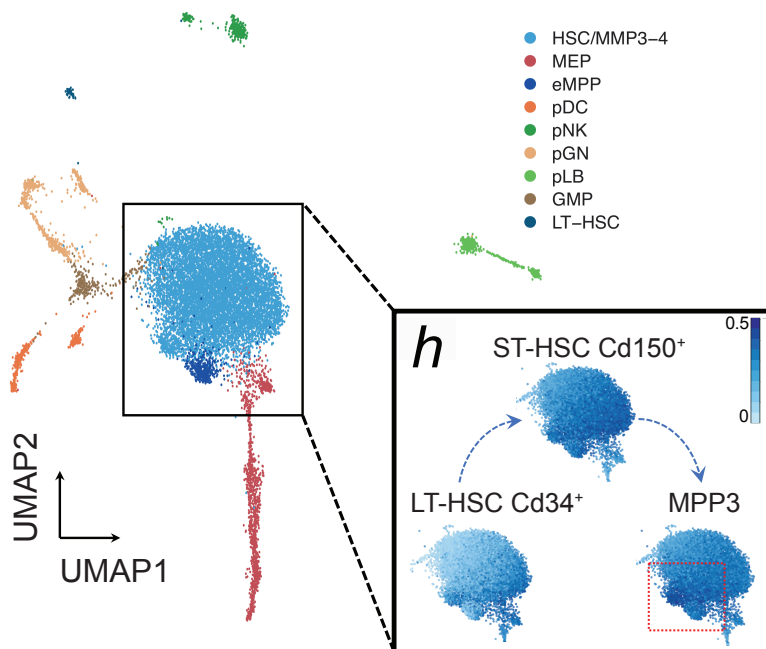 HSC/MMP3−4
MEP
eMPP
pDC
pNK
pGN
pLB
GMP
LT−HSC
h
ST-HSC Cd150⁺
0.5
0
LT-HSC Cd34⁺
MPP3
UMAP2
UMAP1